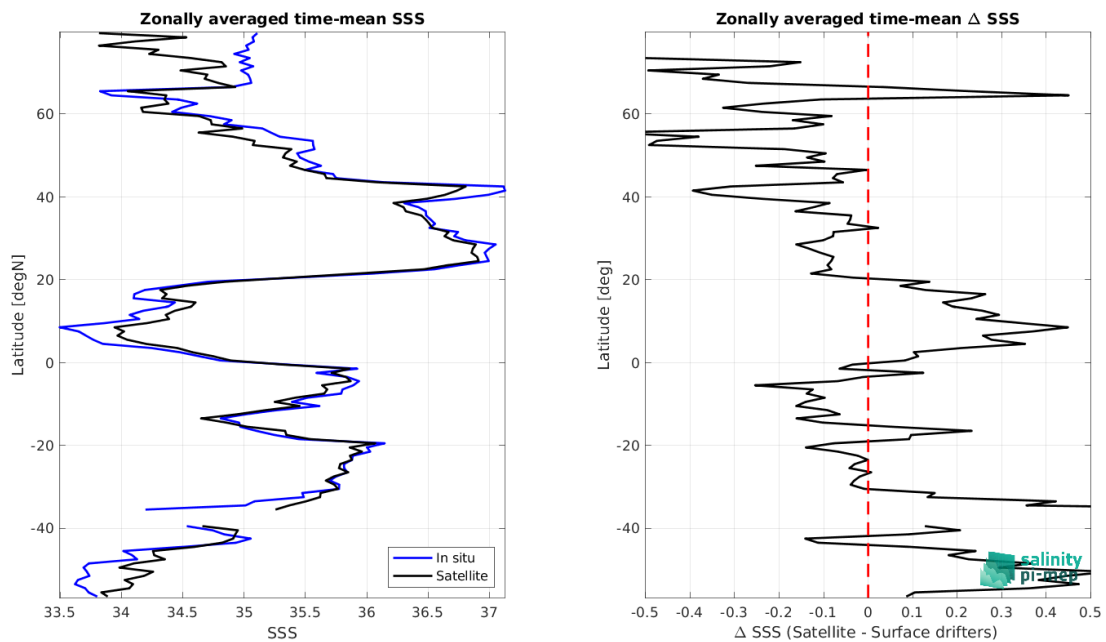 Zonally averaged time-mean SSS
Zonally averaged time-mean Δ SSS
Latitude [degN]
60
40
20
0
-20
-40
33.5 34 34.5 35 35.5 36 36.5 37
SSS
In situ
Satellite
Latitude [deg]
60
40
20
0
-20
-40
-0.5 -0.4 -0.3 -0.2 -0.1 0 0.1 0.2 0.3 0.4 0.5
Δ SSS (Satellite - Surface drifters)
salinity
pi-mep